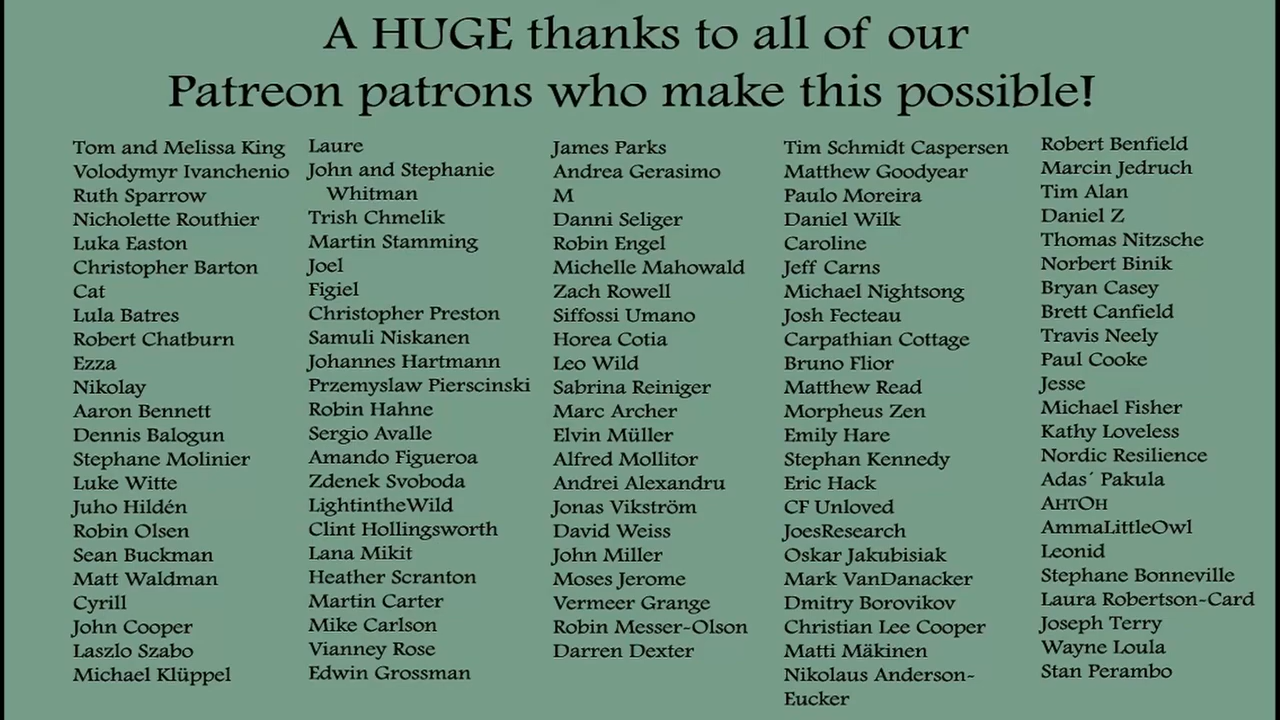 A HUGE thanks to all of our
Patreon patrons who make this possible!
Tom and Melissa King
Volodymyr Ivanchenio
Ruth Sparrow
Nicholette Routhier
Luka Easton
Christopher Barton
Cat
Lula Batres
Robert Chatburn
Ezza
Nikolay
Aaron Bennett
Dennis Balogun
Stephane Molinier
Luke Witte
Juho Hildén
Robin Olsen
Sean Buckman
Matt Waldman
Cyrill
John Cooper
Laszlo Szabo
Michael Klüppel
Laure
John and Stephanie
Whitman
Trish Chmelik
Martin Stamming
Joel
Figiel
Christopher Preston
Samuli Niskanen
Johannes Hartmann
Przemyslaw Pierscinski
Robin Hahne
Sergio Avalle
Amando Figueroa
Zdenek Svoboda
LightintheWild
Clint Hollingsworth
Lana Mikit
Heather Scranton
Martin Carter
Mike Carlson
Vianney Rose
Edwin Grossman
James Parks
Andrea Gerasimo
M
Danni Seliger
Robin Engel
Michelle Mahowald
Zach Rowell
Siffossi Umano
Horea Cotia
Leo Wild
Sabrina Reiniger
Marc Archer
Elvin Müller
Alfred Mollitor
Andrei Alexandru
Jonas Vikström
David Weiss
John Miller
Moses Jerome
Vermeer Grange
Robin Messer-Olson
Darren Dexter
Tim Schmidt Caspersen
Matthew Goodyear
Paulo Moreira
Daniel Wilk
Caroline
Jeff Carns
Michael Nightsong
Josh Fecteau
Carpathian Cottage
Bruno Flior
Matthew Read
Morpheus Zen
Emily Hare
Stephan Kennedy
Eric Hack
CF Unloved
JoesResearch
Oskar Jakubisiak
Mark VanDanacker
Dmitry Borovikov
Christian Lee Cooper
Matti Mäkinen
Nikolaus Anderson-
Eucker
Robert Benfield
Marcin Jedruch
Tim Alan
Daniel Z
Thomas Nitzsche
Norbert Binik
Bryan Casey
Brett Canfield
Travis Neely
Paul Cooke
Jesse
Michael Fisher
Kathy Loveless
Nordic Resilience
Adas´ Pakula
Антон
AmmaLittleOwl
Leonid
Stephane Bonneville
Laura Robertson-Card
Joseph Terry
Wayne Loula
Stan Perambo